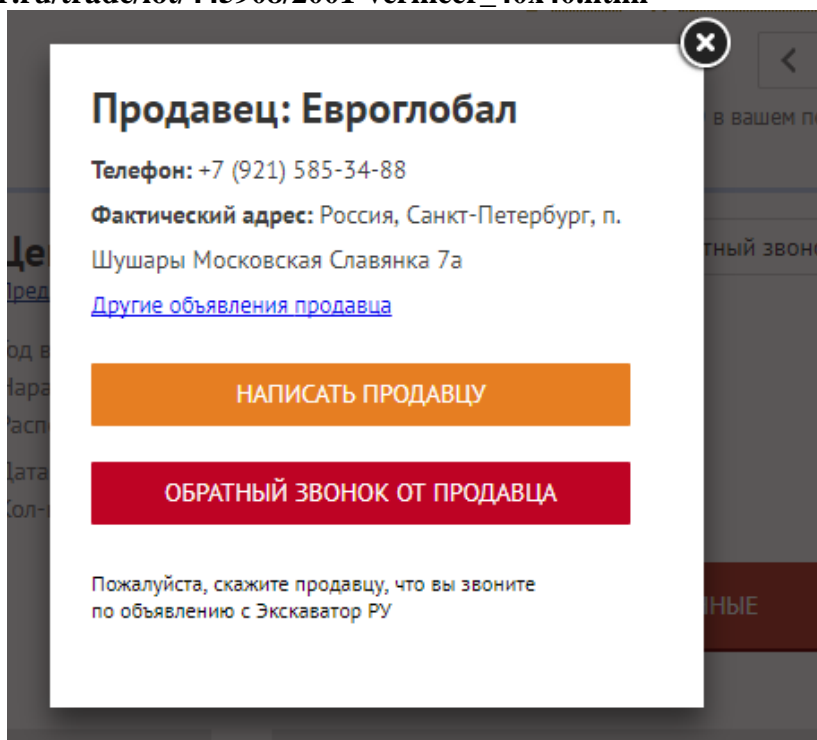 Продавец: Евроглобал
в вашем
Телефон: +7 (921) 585-34-88
Фактический адрес: Россия, Санкт-Петербург, п.
Шушары Московская Славянка 7а
Другие объявления продавца
НАПИСАТЬ ПРОДАВЦУ
ОБРАТНЫЙ ЗВОНОК ОТ ПРОДАВЦА
Пожалуйста, скажите продавцу, что вы звоните
по объявлению с Экскаватор РУ